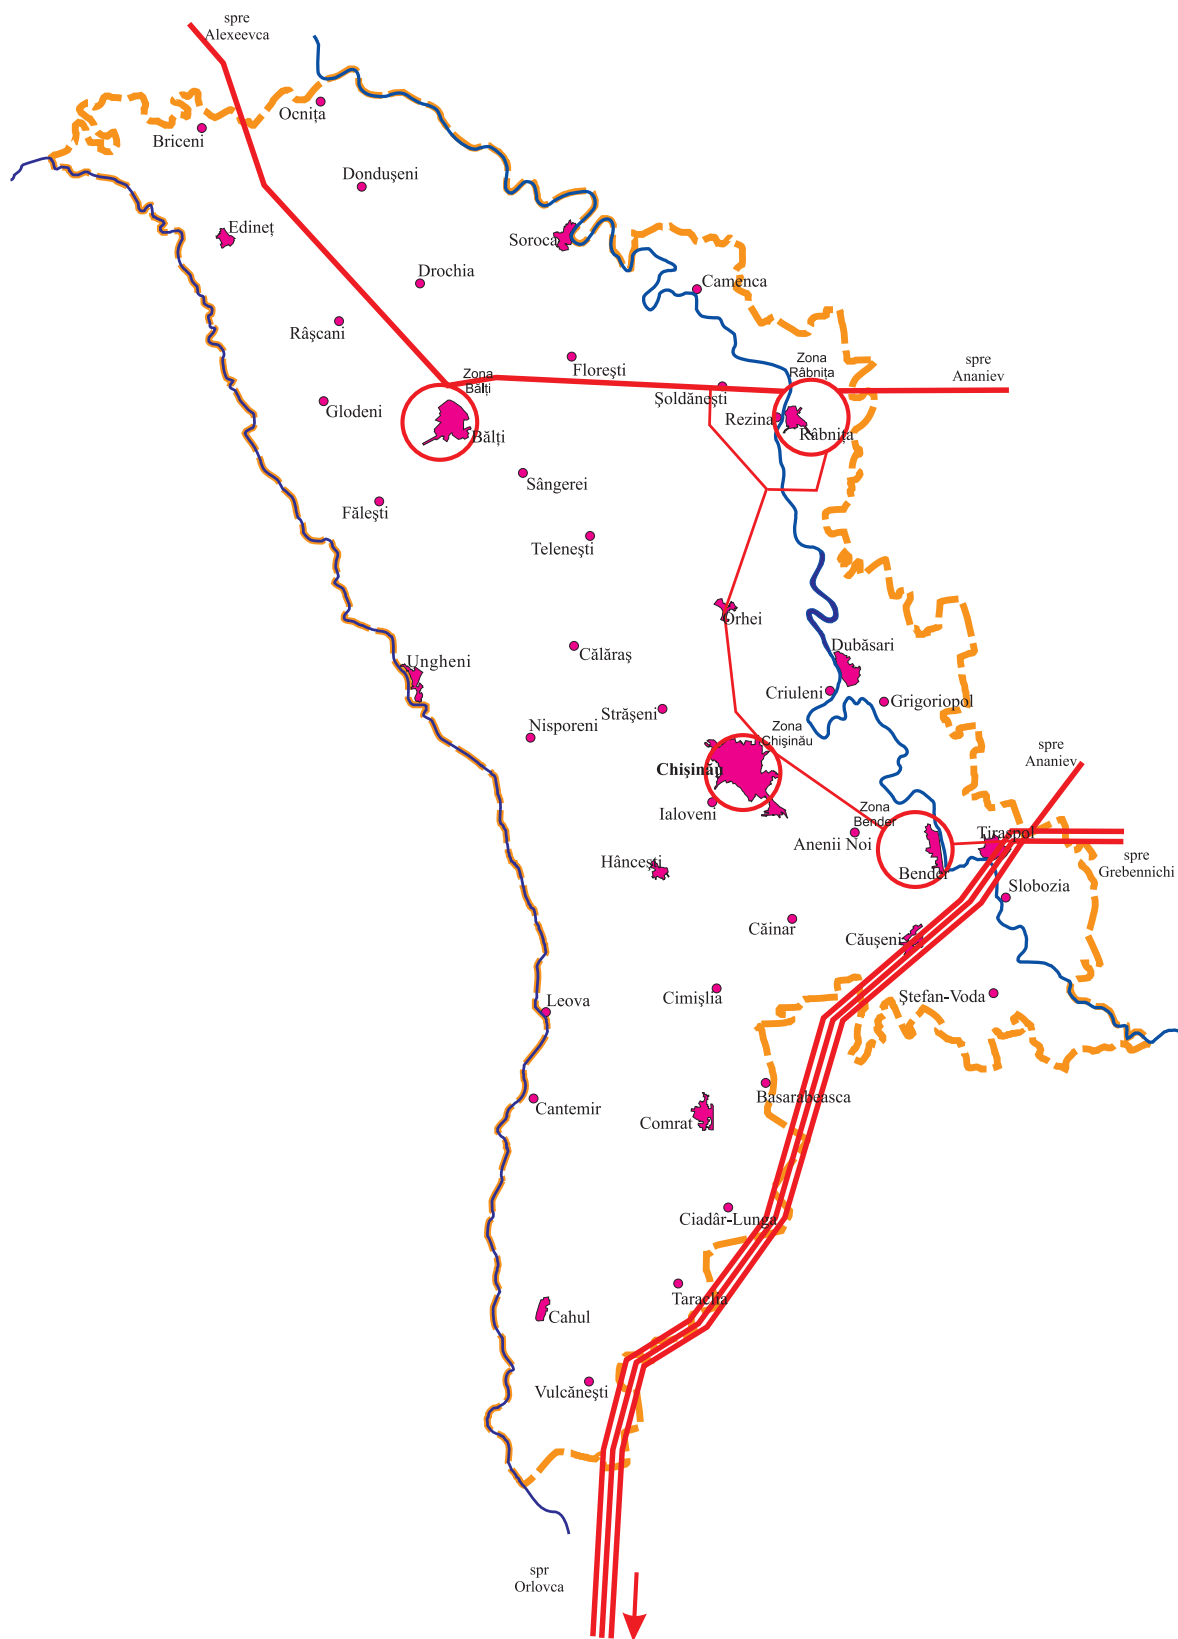 spre
Alexeevca
Ocnița
Briceni
Dondușeni
Edineț
Soroca
Drochia
Camenca
Râșcani
Zona
Râbnița
spre
Ananiev
Florești
Zona
Bălți
Șoldănești
Glodeni
Rezina
Râbnița
Bălți
Sângerei
Fălești
Telenești
Orhei
Dubăsari
Călăraș
Ungheni
Criuleni
Grigoriopol
Strășeni
Nisporeni
Zona
Chișinău
spre
Ananiev
Chișinău
Ialoveni
Zona
Bender
Anenii Noi
Tiraspol
spre
Grebennichi
Hâncești
Bender
Slobozia
Căinar
Căușeni
Cimișlia
Ștefan-Voda
Leova
Basarabeasca
Cantemir
Comrat
Ciadâr-Lunga
Taraclia
Cahul
Vulcănești
spr
Orlovca